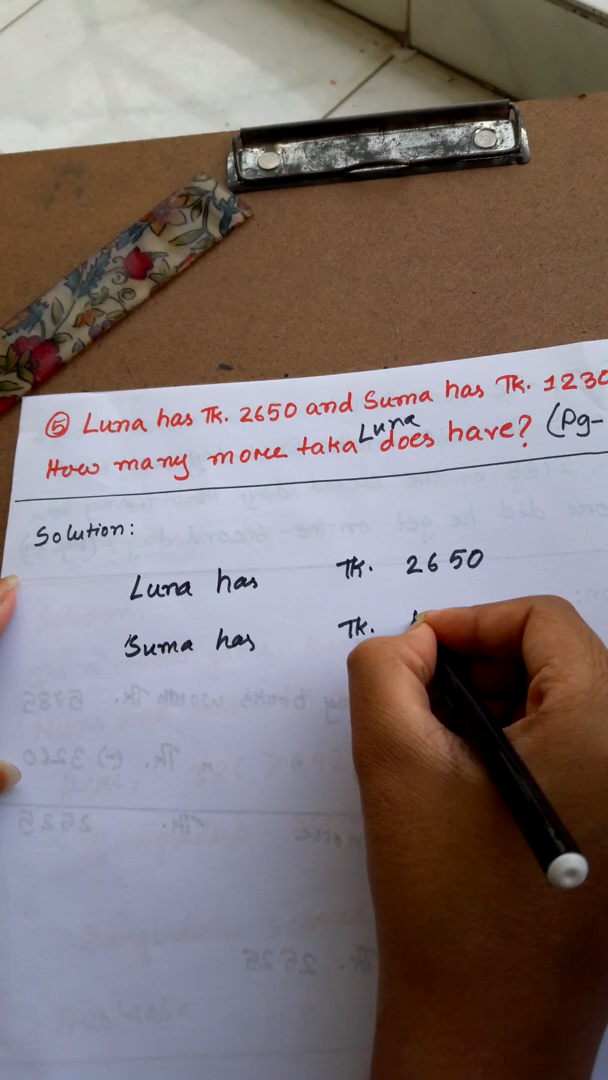 ⑤ Luna has Tk. 2650 and Suma has Tk. 1230
How many more taka Luna does have? (Pg-
Solution:
Luna has Tk. 2650
Suma has Tk.